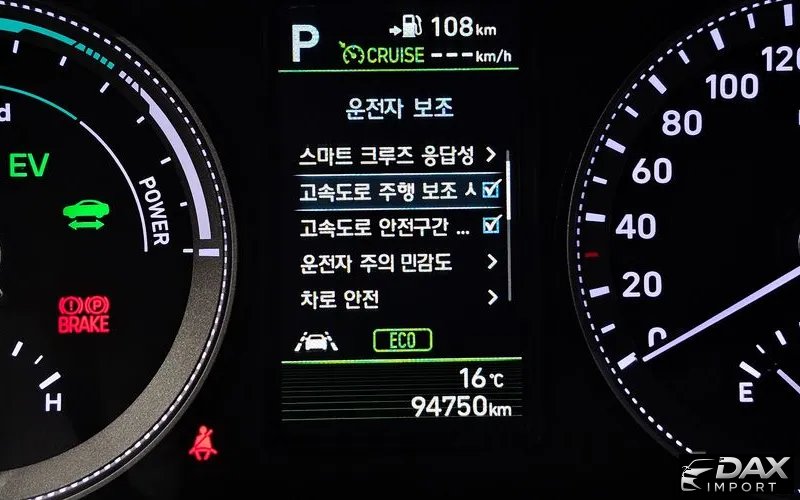 P
108km
CRUISE ---km/h
운전자 보조
스마트 크루즈 응답성 >
고속도로 주행 보조 ㅅ
고속도로 안전구간 ...
운전자 주의 민감도 >
차로 안전 >
ECO
16°C
94750km
d
EV
POWER
BRAKE
H
120
100
80
60
40
20
0
E
DAX
IMPORT